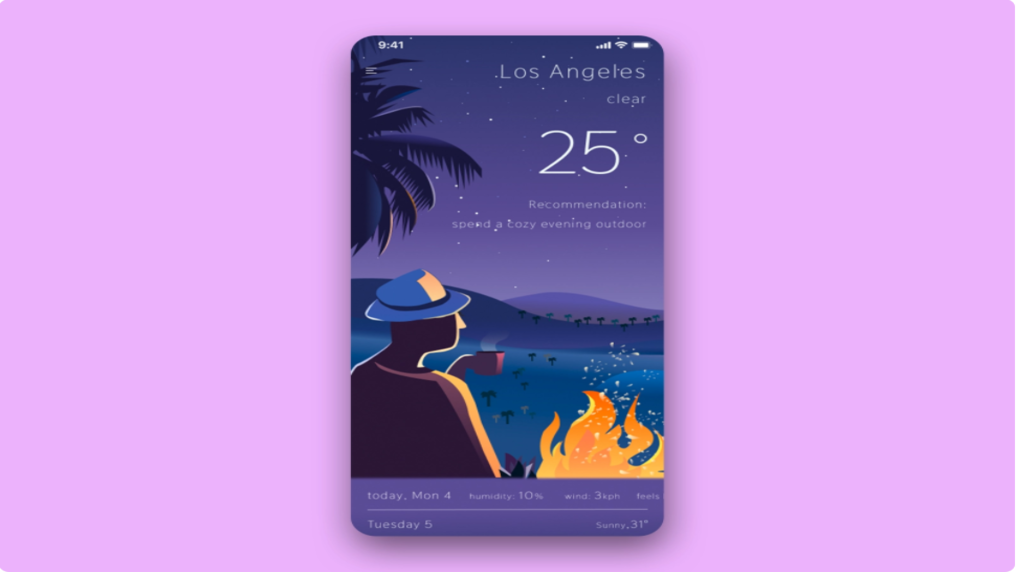 9:41
Los Angeles
clear
25°
Recommendation:
spend a cozy evening outdoor
today, Mon 4 humidity: 10% wind: 3kph feels
Tuesday 5 Sunny, 31°